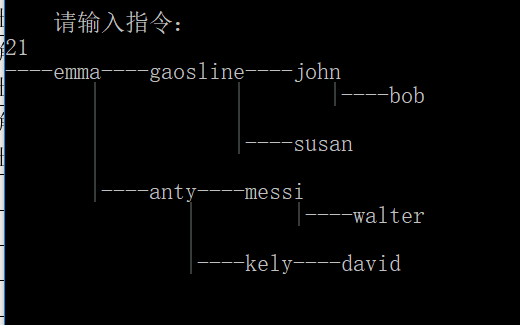 请输入指令：
21
----emma----gaosline----john
----bob
----susan
----anty----messi
----walter
----kely----david